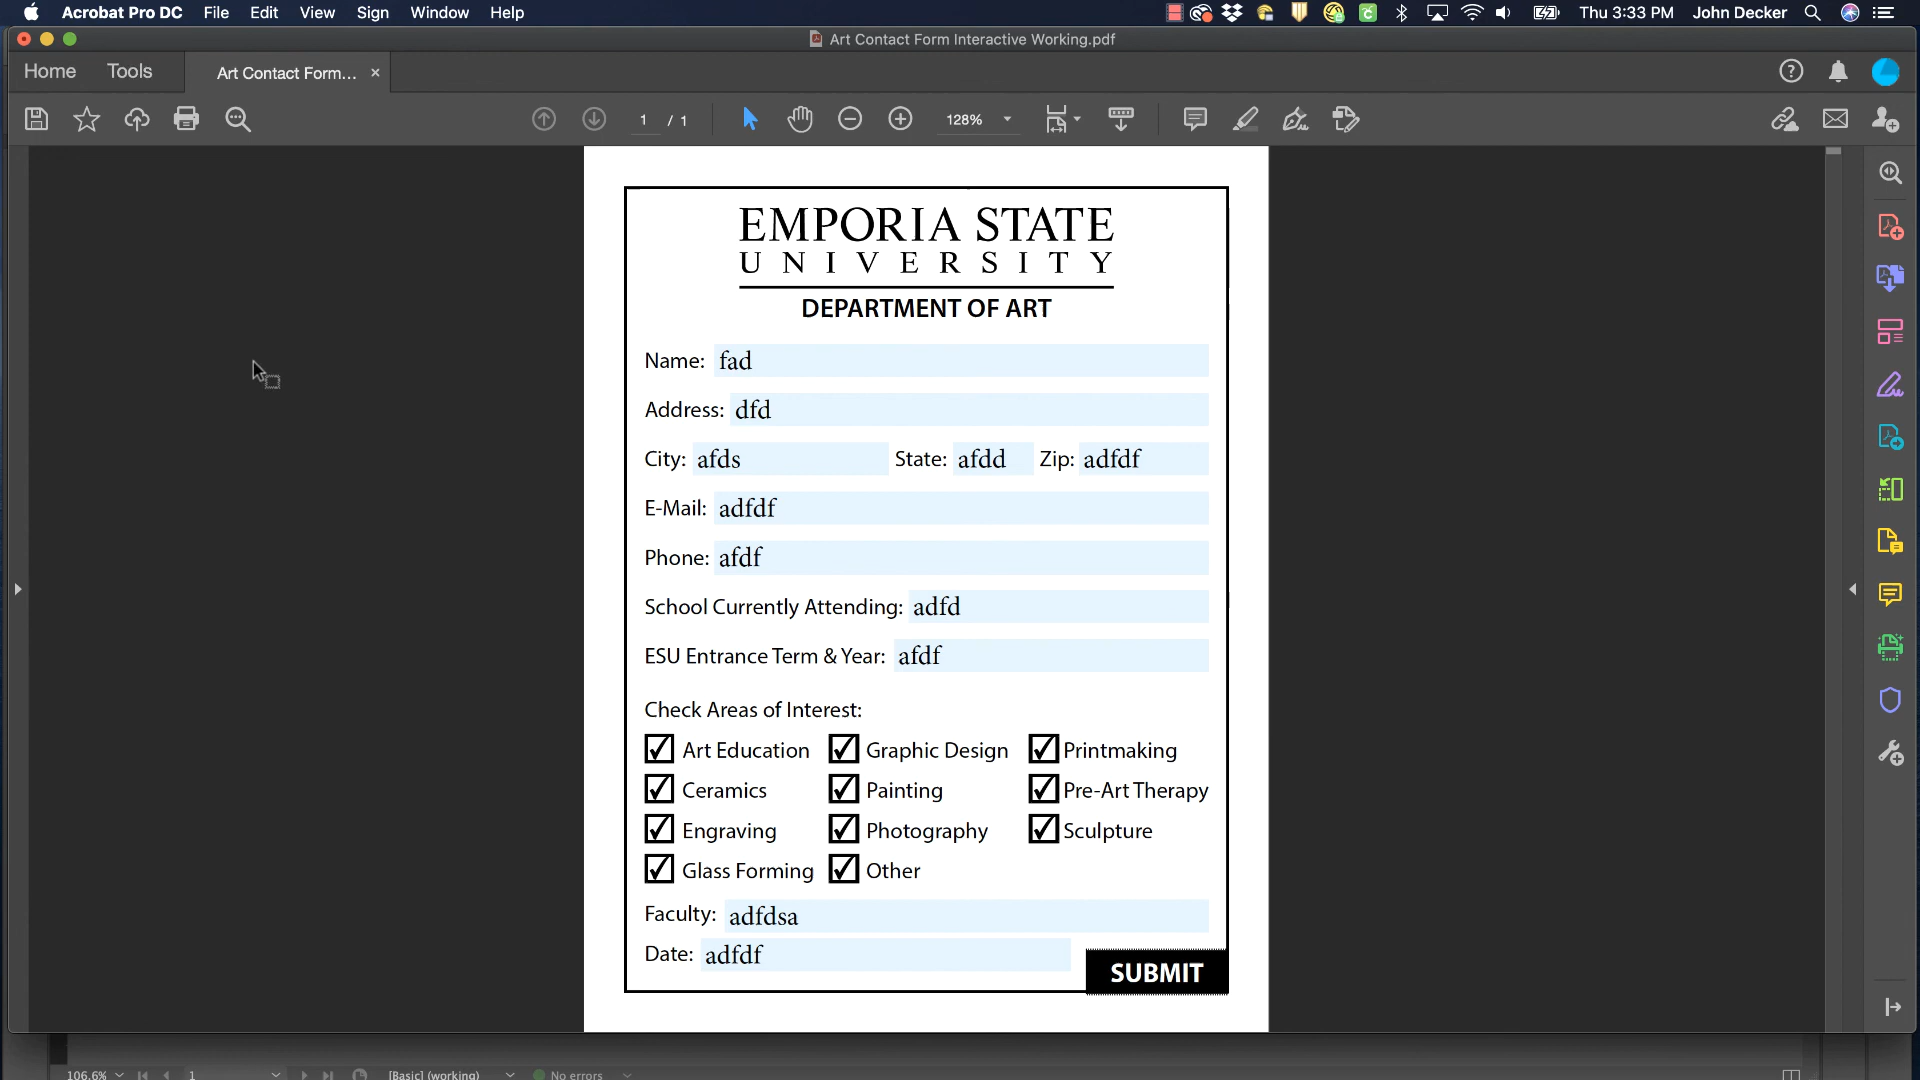 Acrobat Pro DC File Edit View Sign Window Help Thu 3:33 PM John Decker
Art Contact Form Interactive Working.pdf
Home Tools Art Contact Form... ×
1 / 1 128%
EMPORIA STATE
UNIVERSITY
DEPARTMENT OF ART
Name: fad
Address: dfd
City: afds State: afdd Zip: adfdf
E-Mail: adfdf
Phone: afdf
School Currently Attending: adfd
ESU Entrance Term & Year: afdf
Check Areas of Interest:
Art Education Graphic Design Printmaking
Ceramics Painting Pre-Art Therapy
Engraving Photography Sculpture
Glass Forming Other
Faculty: adfdsa
Date: adfdf
SUBMIT
106.6% 1 [Basic] (working) No errors